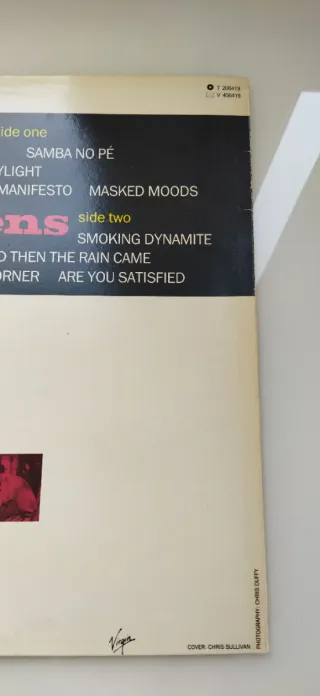 T 206419
V 456419
ide one
SAMBA NO PÉ
YLIGHT
MANIFESTO MASKED MOODS
ens side two
SMOKING DYNAMITE
D THEN THE RAIN CAME
ORNER ARE YOU SATISFIED
Virgin
COVER: CHRIS SULLIVAN
PHOTOGRAPHY: CHRIS DUFFY